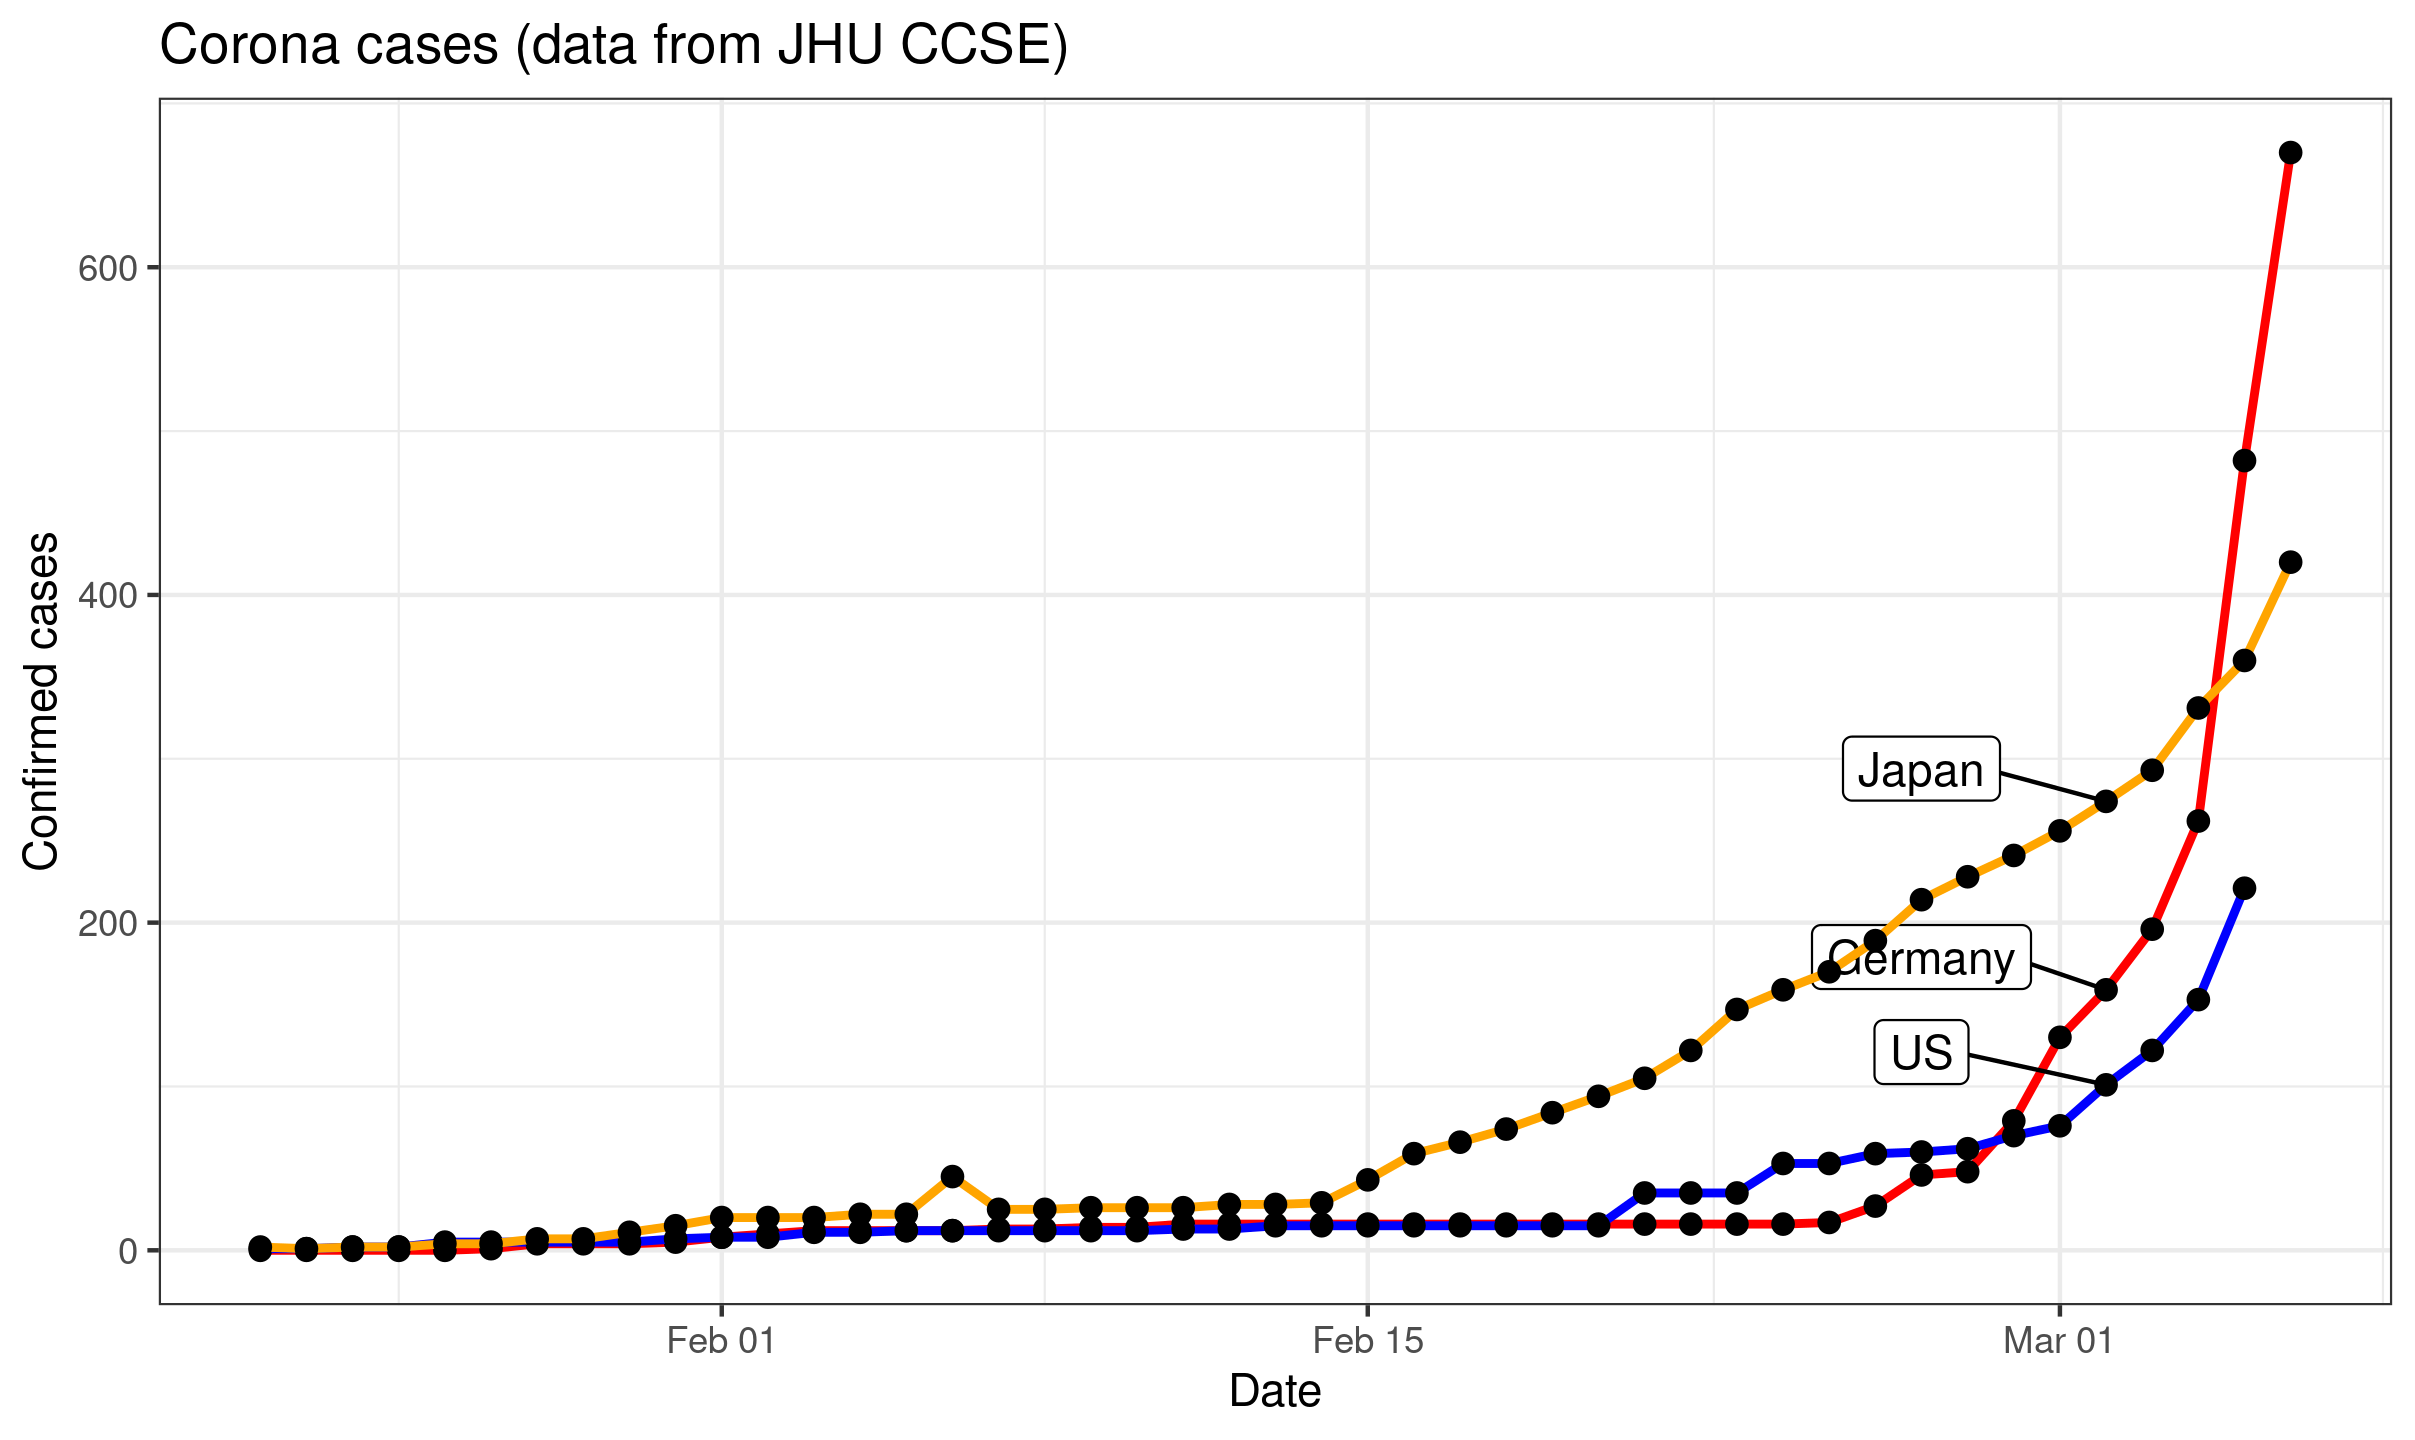 Corona cases (data from JHU CCSE)
Confirmed cases
600
400
200
0
Japan
Germany
US
Feb 01
Feb 15
Mar 01
Date